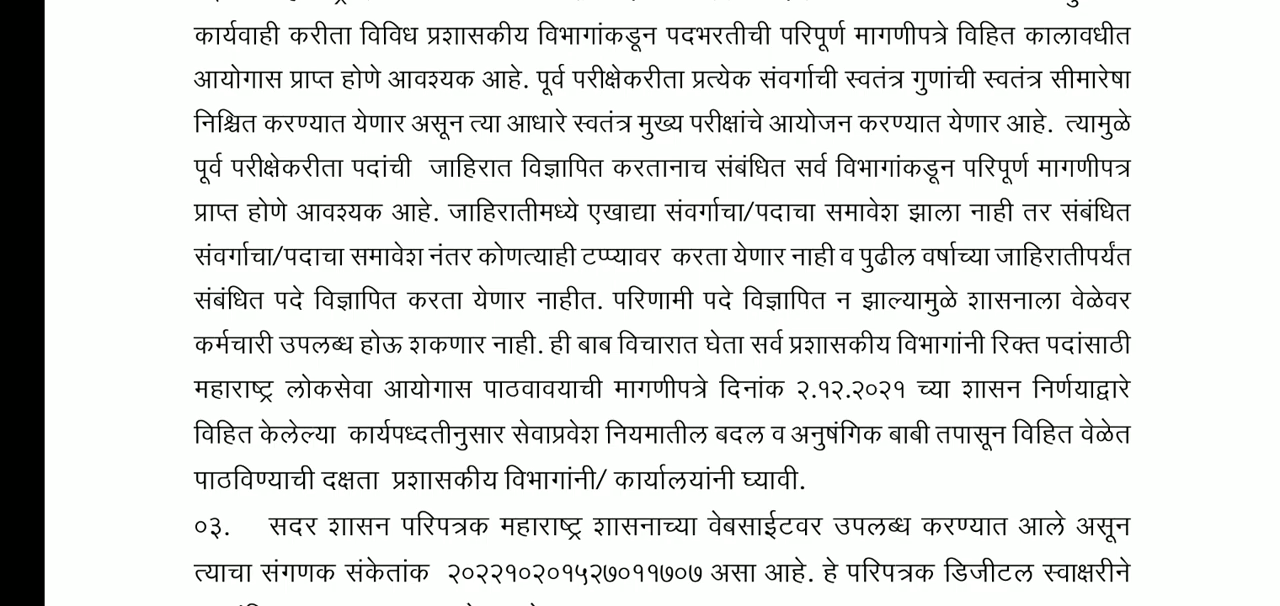 कार्यवाही करीता विविध प्रशासकीय विभागांकडून पदभरतीची परिपूर्ण मागणीपत्रे विहित कालावधीत
आयोगास प्राप्त होणे आवश्यक आहे. पूर्व परीक्षेकरीता प्रत्येक संवर्गाची स्वतंत्र गुणांची स्वतंत्र सीमारेषा
निश्चित करण्यात येणार असून त्या आधारे स्वतंत्र मुख्य परीक्षांचे आयोजन करण्यात येणार आहे. त्यामुळे
पूर्व परीक्षेकरीता पदांची जाहिरात विज्ञापित करतानाच संबंधित सर्व विभागांकडून परिपूर्ण मागणीपत्र
प्राप्त होणे आवश्यक आहे. जाहिरातीमध्ये एखाद्या संवर्गाचा/पदाचा समावेश झाला नाही तर संबंधित
संवर्गाचा/पदाचा समावेश नंतर कोणत्याही टप्प्यावर करता येणार नाही व पुढील वर्षाच्या जाहिरातीपर्यंत
संबंधित पदे विज्ञापित करता येणार नाहीत. परिणामी पदे विज्ञापित न झाल्यामुळे शासनाला वेळेवर
कर्मचारी उपलब्ध होऊ शकणार नाही. ही बाब विचारात घेता सर्व प्रशासकीय विभागांनी रिक्त पदांसाठी
महाराष्ट्र लोकसेवा आयोगास पाठवावयाची मागणीपत्रे दिनांक २.१२.२०२१ च्या शासन निर्णयाद्वारे
विहित केलेल्या कार्यपध्दतीनुसार सेवाप्रवेश नियमातील बदल व अनुषंगिक बाबी तपासून विहित वेळेत
पाठविण्याची दक्षता प्रशासकीय विभागांनी/ कार्यालयांनी घ्यावी.
०३. सदर शासन परिपत्रक महाराष्ट्र शासनाच्या वेबसाईटवर उपलब्ध करण्यात आले असून
त्याचा संगणक संकेतांक २०२२१०२०१५२७०११७०७ असा आहे. हे परिपत्रक डिजीटल स्वाक्षरीने